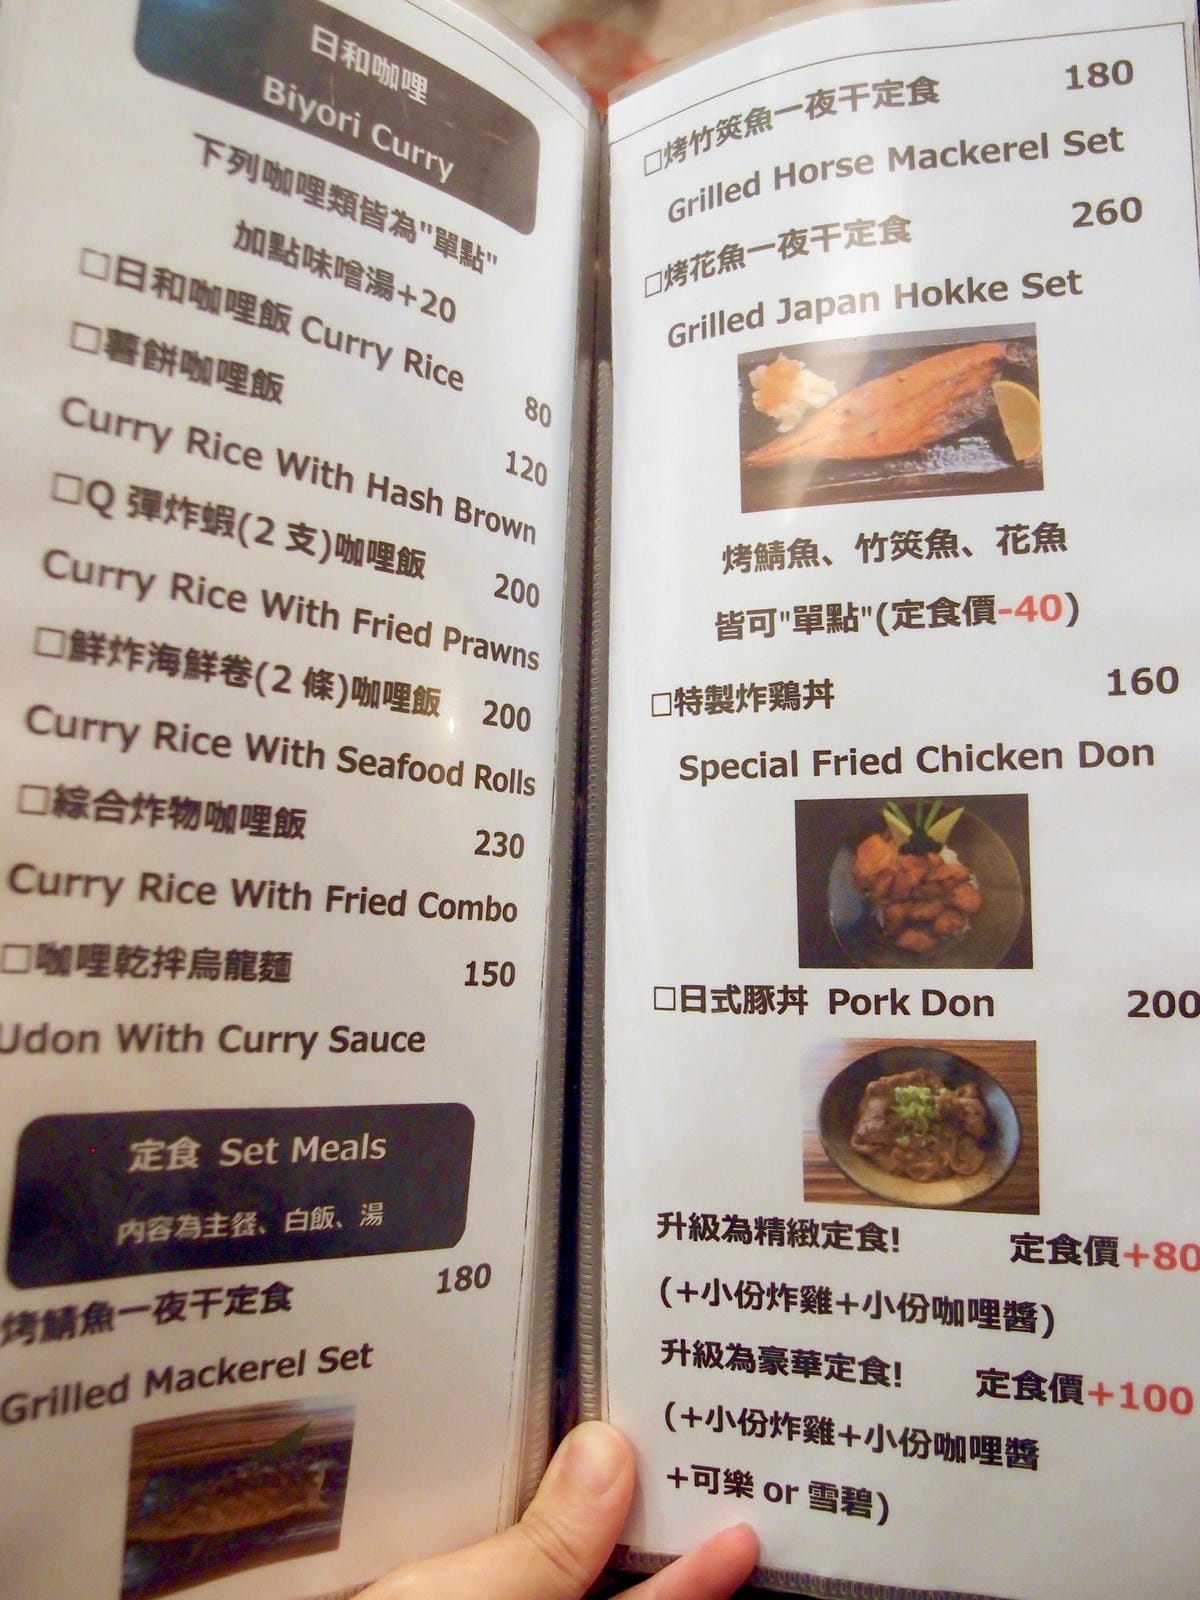 日和咖哩
Biyori Curry
下列咖哩類皆為"單點"
加點味噌湯+20
□日和咖哩飯 Curry Rice 80
□薯餅咖哩飯 120
Curry Rice With Hash Brown
□Q 彈炸蝦(2 支)咖哩飯 200
Curry Rice With Fried Prawns
□鮮炸海鮮卷(2 條)咖哩飯 200
Curry Rice With Seafood Rolls
□綜合炸物咖哩飯 230
Curry Rice With Fried Combo
□咖哩乾拌烏龍麵 150
Udon With Curry Sauce
定食 Set Meals
內容為主餐、白飯、湯
烤鯖魚一夜干定食 180
Grilled Mackerel Set
□烤竹筴魚一夜干定食 180
Grilled Horse Mackerel Set
□烤花魚一夜干定食 260
Grilled Japan Hokke Set
烤鯖魚、竹筴魚、花魚
皆可"單點"(定食價-40)
□特製炸鶏丼 160
Special Fried Chicken Don
□日式豚丼 Pork Don 200
升級為精緻定食! 定食價+80
(+小份炸雞+小份咖哩醬)
升級為豪華定食! 定食價+100
(+小份炸雞+小份咖哩醬
+可樂 or 雪碧)